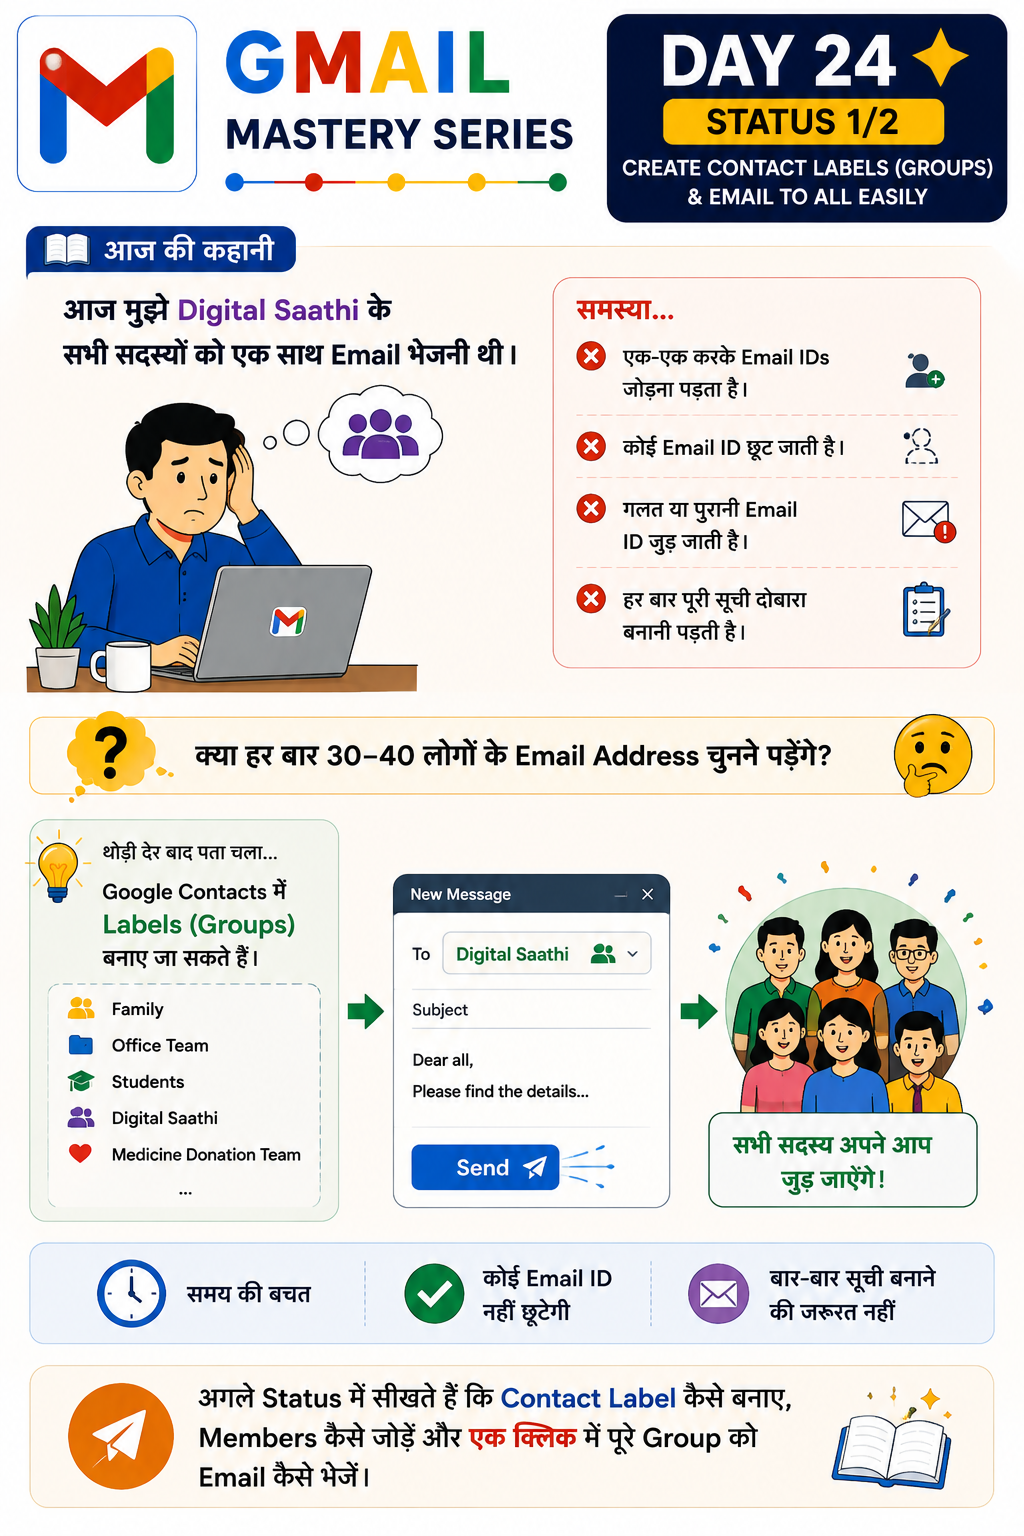 GMAIL
MASTERY SERIES
DAY 24
STATUS 1/2
CREATE CONTACT LABELS (GROUPS)
& EMAIL TO ALL EASILY
आज की कहानी
आज मुझे Digital Saathi के
सभी सदस्यों को एक साथ Email भेजनी थी।
समस्या...
एक-एक करके Email IDs
जोड़ना पड़ता है।
कोई Email ID छूट जाती है।
गलत या पुरानी Email
ID जुड़ जाती है।
हर बार पूरी सूची दोबारा
बनानी पड़ती है।
?
क्या हर बार 30–40 लोगों के Email Address चुनने पड़ेंगे?
थोड़ी देर बाद पता चला...
Google Contacts में
Labels (Groups)
बनाए जा सकते हैं।
Family
Office Team
Students
Digital Saathi
Medicine Donation Team
...
New Message
To Digital Saathi
Subject
Dear all,
Please find the details...
Send
सभी सदस्य अपने आप
जुड़ जाऐंगे!
समय की बचत
कोई Email ID
नहीं छूटेगी
बार-बार सूची बनाने
की जरूरत नहीं
अगले Status में सीखते हैं कि Contact Label कैसे बनाए,
Members कैसे जोड़ें और एक क्लिक में पूरे Group को
Email कैसे भेजें।